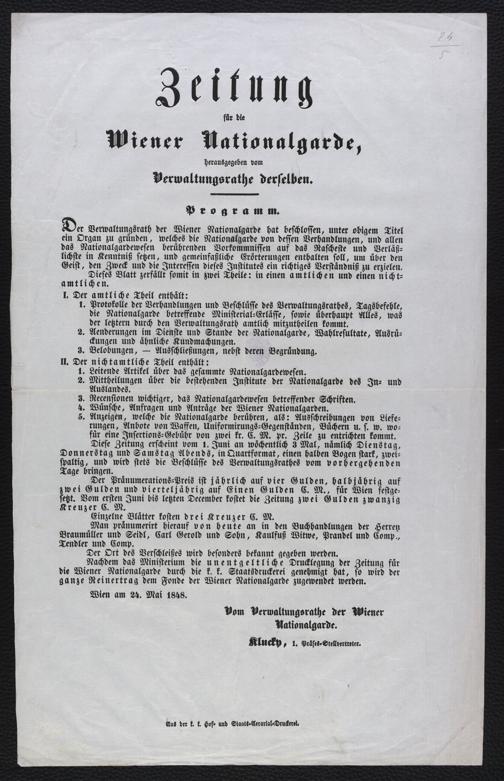 24
5
Zeitung
für die
Wiener Nationalgarde,
herausgegeben vom
Verwaltungsrathe derselben.
Programm.
Der Verwaltungsrath der Wiener Nationalgarde hat beschlossen, unter obigem Titel
ein Organ zu gründen, welches die Nationalgarde von dessen Verhandlungen, und allen
das Nationalgardewesen berührenden Vorkommnissen auf das Rascheste und Verläß-
lichste in Kenntniß setzen, und gemeinfaßliche Erörterungen enthalten soll, um über den
Geist, den Zweck und die Interessen dieses Institutes ein richtiges Verständniß zu erzielen.
Dieses Blatt zerfällt somit in zwei Theile: in einen amtlichen und einen nicht-
amtlichen.
I. Der amtliche Theil enthält:
1. Protokolle der Verhandlungen und Beschlüsse des Verwaltungsrathes, Tagsbefehle,
die Nationalgarde betreffende Ministerial-Erlässe, sowie überhaupt Alles, was
der letztern durch den Verwaltungsrath amtlich mitzutheilen kommt.
2. Aenderungen im Dienste und Stande der Nationalgarde, Wahlresultate, Ausrü-
ckungen und ähnliche Kundmachungen.
3. Belobungen, — Ausschließungen, nebst deren Begründung.
II. Der nichtamtliche Theil enthält:
1. Leitende Artikel über das gesammte Nationalgardewesen.
2. Mittheilungen über die bestehenden Institute der Nationalgarde des In- und
Auslandes.
3. Recensionen wichtiger, das Nationalgardewesen betreffender Schriften.
4. Wünsche, Anfragen und Anträge der Wiener Nationalgarden.
5. Anzeigen, welche die Nationalgarde berühren, als: Ausschreibungen von Liefe-
rungen, Anbote von Waffen, Uniformirungs-Gegenständen, Büchern u. s. w. wo-
für eine Insertions-Gebühr von zwei kr. C. M. pr. Zeile zu entrichten kommt.
Diese Zeitung erscheint vom 1. Juni an wöchentlich 3 Mal, nämlich Dienstag,
Donnerstag und Samstag Abends, in Quartformat, einen halben Bogen stark, zwei-
spaltig, und wird stets die Beschlüsse des Verwaltungsrathes vom vorhergehenden
Tage bringen.
Der Pränumerations-Preis ist jährlich auf vier Gulden, halbjährig auf
zwei Gulden und vierteljährig auf Einen Gulden C. M., für Wien festge-
setzt. Vom ersten Juni bis letzten December kostet die Zeitung zwei Gulden zwanzig
Kreuzer C. M.
Einzelne Blätter kosten drei Kreuzer C. M.
Man pränumerirt hierauf von heute an in den Buchhandlungen der Herren
Braumüller und Seidl, Carl Gerold und Sohn, Kaulfuß Witwe, Prandel und Comp.,
Tendler und Comp.
Der Ort des Verschleißes wird besonders bekannt gegeben werden.
Nachdem das Ministerium die unentgeltliche Drucklegung der Zeitung für
die Wiener Nationalgarde durch die k. k. Staatsdruckerei genehmigt hat, so wird der
ganze Reinertrag dem Fonde der Wiener Nationalgarde zugewendet werden.
Wien am 24. Mai 1848.
Vom Verwaltungsrathe der Wiener
Nationalgarde.
Klucky, 1. Präses-Stellvertreter.
Aus der k. k. Hof- und Staats-Aerarial-Druckerei.